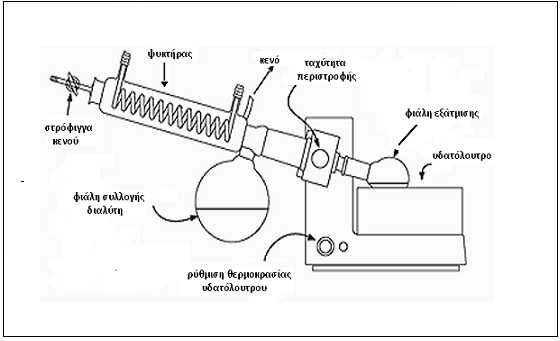 ψυκτήρας
κενό
ταχύτητα
περιστροφής
φιάλη εξάτμισης
στρόφιγγα
κενού
υδατόλουτρο
φιάλη συλλογής
διαλύτη
ρύθμιση θερμοκρασίας
υδατόλουτρου